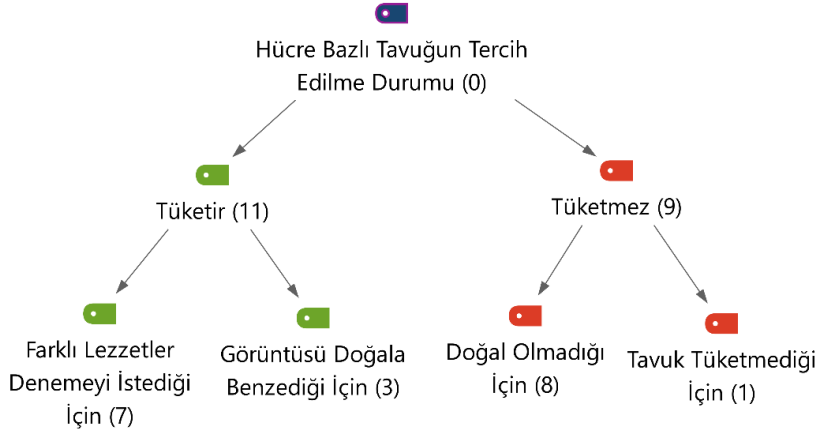 Hücre Bazlı Tavuğun Tercih
Edilme Durumu (0)
Tüketir (11)
Tüketmez (9)
Farklı Lezzetler
Denemeyi İstediği
İçin (7)
Görüntüsü Doğala
Benzediği İçin (3)
Doğal Olmadığı
İçin (8)
Tavuk Tüketmediği
İçin (1)